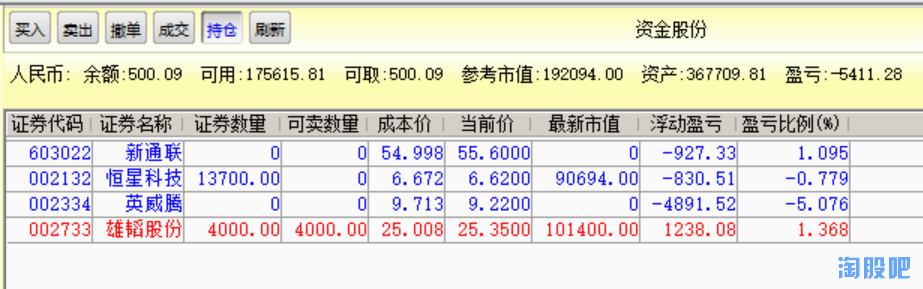 买入 卖出 撤单 成交 持仓 刷新 资金股份
人民币: 余额:500.09 可用:175615.81 可取:500.09 参考市值:192094.00 资产:367709.81 盈亏:-5411.28
证券代码 证券名称 证券数量 可卖数量 成本价 当前价 最新市值 浮动盈亏 盈亏比例(%)
603022 新通联 0 0 54.998 55.6000 0 -927.33 1.095
002132 恒星科技 13700.00 0 6.672 6.6200 90694.00 -830.51 -0.779
002334 英威腾 0 0 9.713 9.2200 0 -4891.52 -5.076
002733 雄韬股份 4000.00 4000.00 25.008 25.3500 101400.00 1238.08 1.368
淘股吧